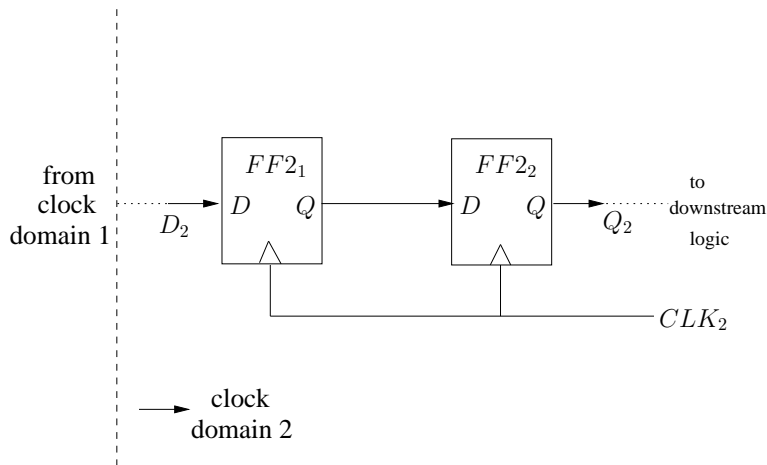 from
clock
domain 1
D₂
FF2₁
D
Q
FF2₂
D
Q
Q₂
to
downstream
logic
CLK₂
clock
domain 2